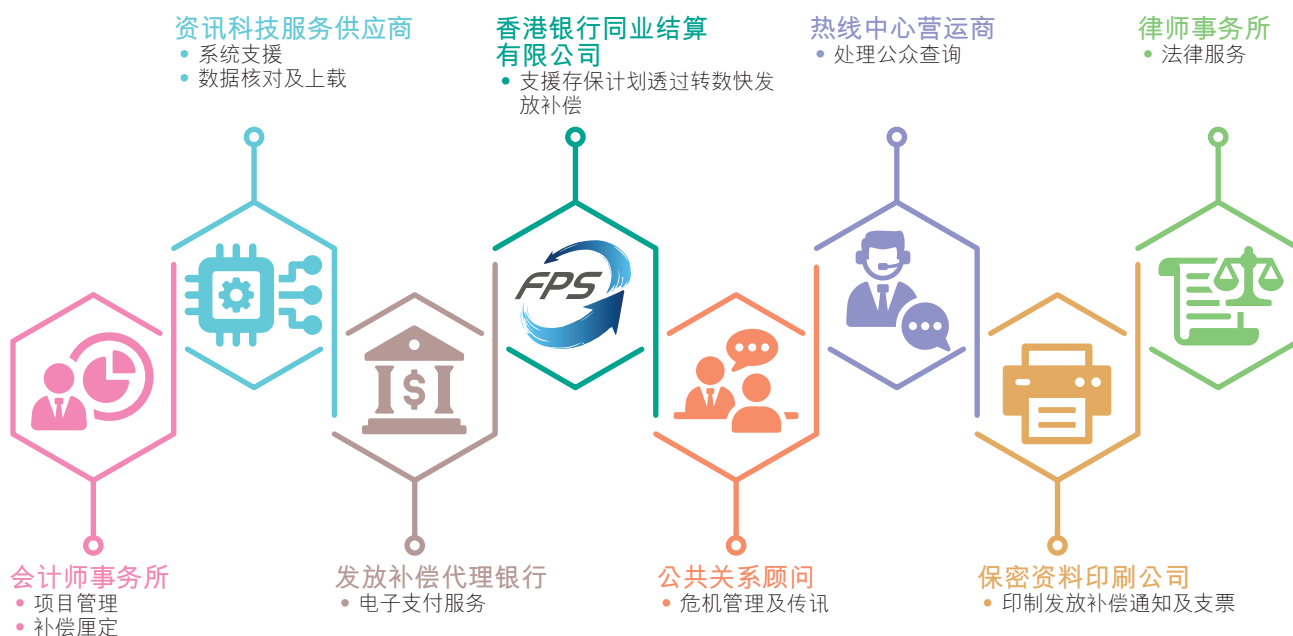 资讯科技服务供应商
• 系统支援
• 数据核对及上载
香港银行同业结算
有限公司
• 支援存保计划透过转数快发
放补偿
热线中心营运商
• 处理公众查询
律师事务所
• 法律服务
FPS
$
会计师事务所
• 项目管理
• 补偿厘定
发放补偿代理银行
• 电子支付服务
公共关系顾问
• 危机管理及传讯
保密资料印刷公司
• 印制发放补偿通知及支票